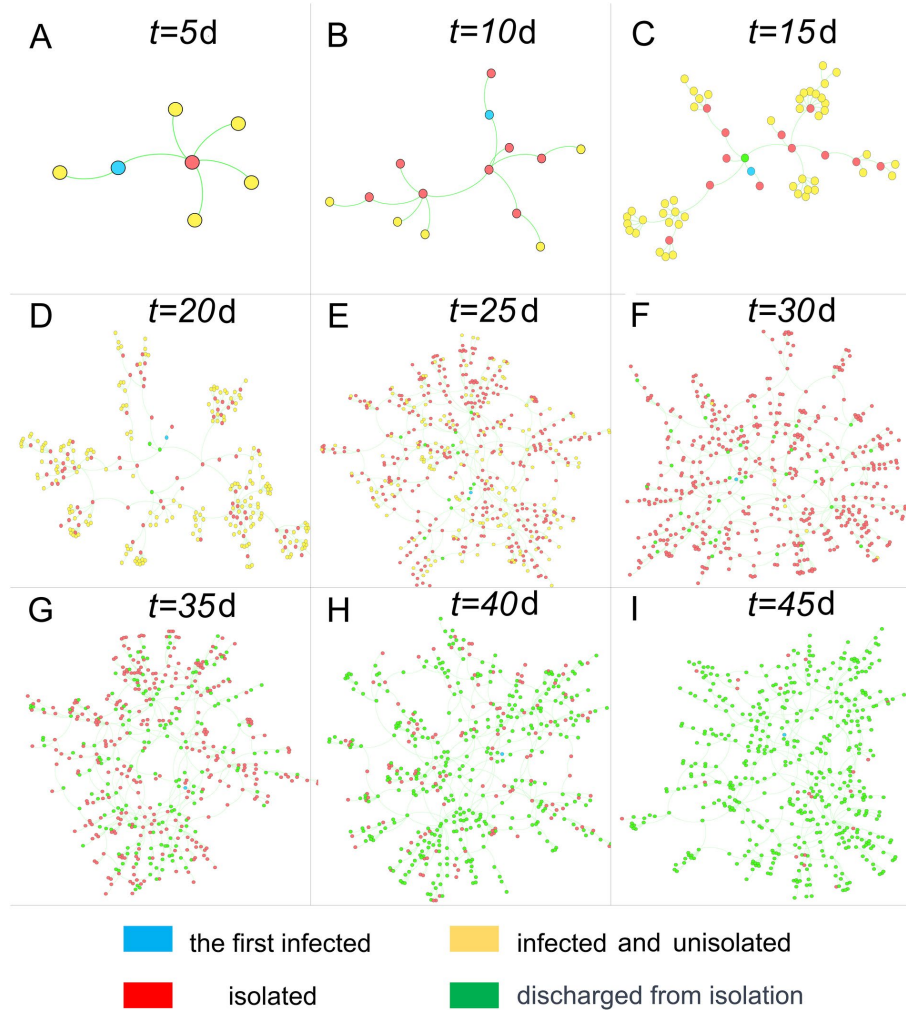 A t=5d
B t=10d
C t=15d
D t=20d
E t=25d
F t=30d
G t=35d
H t=40d
I t=45d
the first infected
infected and unisolated
isolated
discharged from isolation